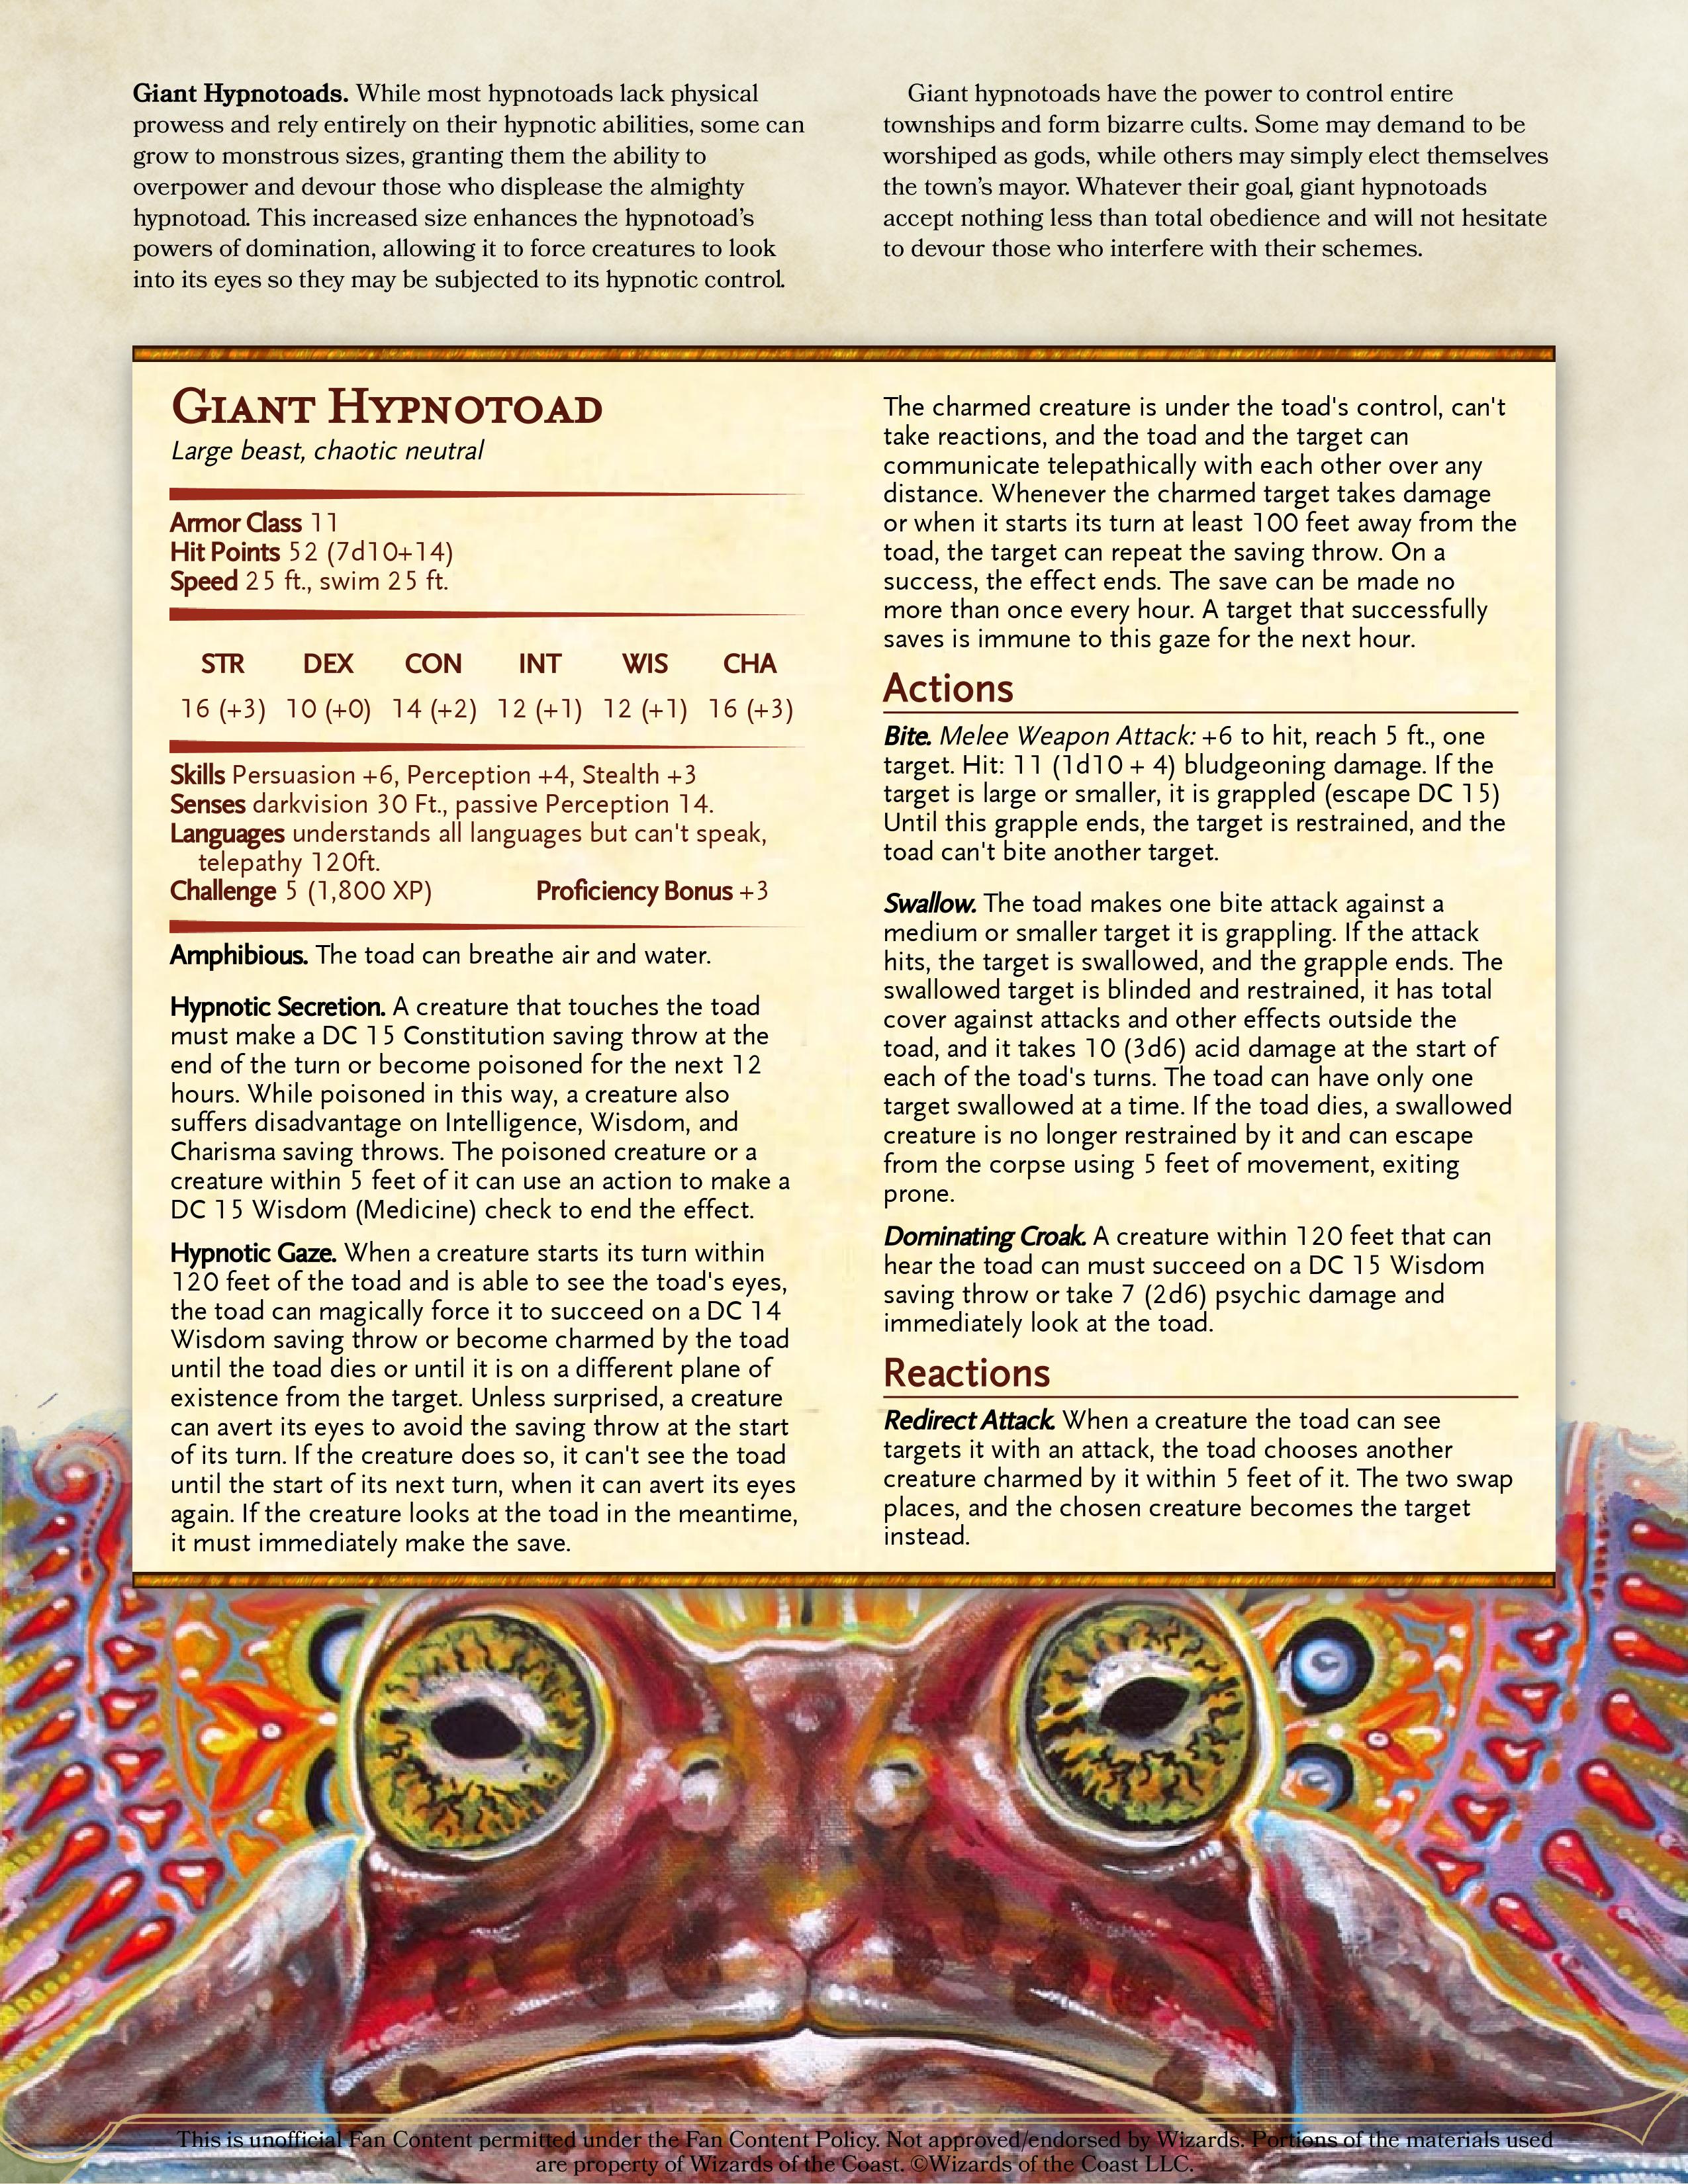 Giant Hypnotoads. While most hypnotoads lack physical
prowess and rely entirely on their hypnotic abilities, some can
grow to monstrous sizes, granting them the ability to
overpower and devour those who displease the almighty
hypnotoad. This increased size enhances the hypnotoad's
powers of domination, allowing it to force creatures to look
into its eyes so they may be subjected to its hypnotic control.
Giant hypnotoads have the power to control entire
townships and form bizarre cults. Some may demand to be
worshiped as gods, while others may simply elect themselves
the town's mayor. Whatever their goal, giant hypnotoads
accept nothing less than total obedience and will not hesitate
to devour those who interfere with their schemes.
Giant Hypnotoad
Large beast, chaotic neutral
Armor Class 11
Hit Points 52 (7d10+14)
Speed 25 ft., swim 25 ft.
STR DEX CON INT WIS CHA
16 (+3) 10 (+0) 14 (+2) 12 (+1) 12 (+1) 16 (+3)
Skills Persuasion +6, Perception +4, Stealth +3
Senses darkvision 30 Ft., passive Perception 14.
Languages understands all languages but can't speak,
telepathy 120ft.
Challenge 5 (1,800 XP) Proficiency Bonus +3
Amphibious. The toad can breathe air and water.
Hypnotic Secretion. A creature that touches the toad
must make a DC 15 Constitution saving throw at the
end of the turn or become poisoned for the next 12
hours. While poisoned in this way, a creature also
suffers disadvantage on Intelligence, Wisdom, and
Charisma saving throws. The poisoned creature or a
creature within 5 feet of it can use an action to make a
DC 15 Wisdom (Medicine) check to end the effect.
Hypnotic Gaze. When a creature starts its turn within
120 feet of the toad and is able to see the toad's eyes,
the toad can magically force it to succeed on a DC 14
Wisdom saving throw or become charmed by the toad
until the toad dies or until it is on a different plane of
existence from the target. Unless surprised, a creature
can avert its eyes to avoid the saving throw at the start
of its turn. If the creature does so, it can't see the toad
until the start of its next turn, when it can avert its eyes
again. If the creature looks at the toad in the meantime,
it must immediately make the save.
The charmed creature is under the toad's control, can't
take reactions, and the toad and the target can
communicate telepathically with each other over any
distance. Whenever the charmed target takes damage
or when it starts its turn at least 100 feet away from the
toad, the target can repeat the saving throw. On a
success, the effect ends. The save can be made no
more than once every hour. A target that successfully
saves is immune to this gaze for the next hour.
Actions
Bite. Melee Weapon Attack: +6 to hit, reach 5 ft., one
target. Hit: 11 (1d10 + 4) bludgeoning damage. If the
target is large or smaller, it is grappled (escape DC 15)
Until this grapple ends, the target is restrained, and the
toad can't bite another target.
Swallow. The toad makes one bite attack against a
medium or smaller target it is grappling. If the attack
hits, the target is swallowed, and the grapple ends. The
swallowed target is blinded and restrained, it has total
cover against attacks and other effects outside the
toad, and it takes 10 (3d6) acid damage at the start of
each of the toad's turns. The toad can have only one
target swallowed at a time. If the toad dies, a swallowed
creature is no longer restrained by it and can escape
from the corpse using 5 feet of movement, exiting
prone.
Dominating Croak. A creature within 120 feet that can
hear the toad can must succeed on a DC 15 Wisdom
saving throw or take 7 (2d6) psychic damage and
immediately look at the toad.
Reactions
Redirect Attack. When a creature the toad can see
targets it with an attack, the toad chooses another
creature charmed by it within 5 feet of it. The two swap
places, and the chosen creature becomes the target
instead.
This is unofficial Fan Content permitted under the Fan Content Policy. Not approved/endorsed by Wizards. Portions of the materials used
are property of Wizards of the Coast. ©Wizards of the Coast LLC.